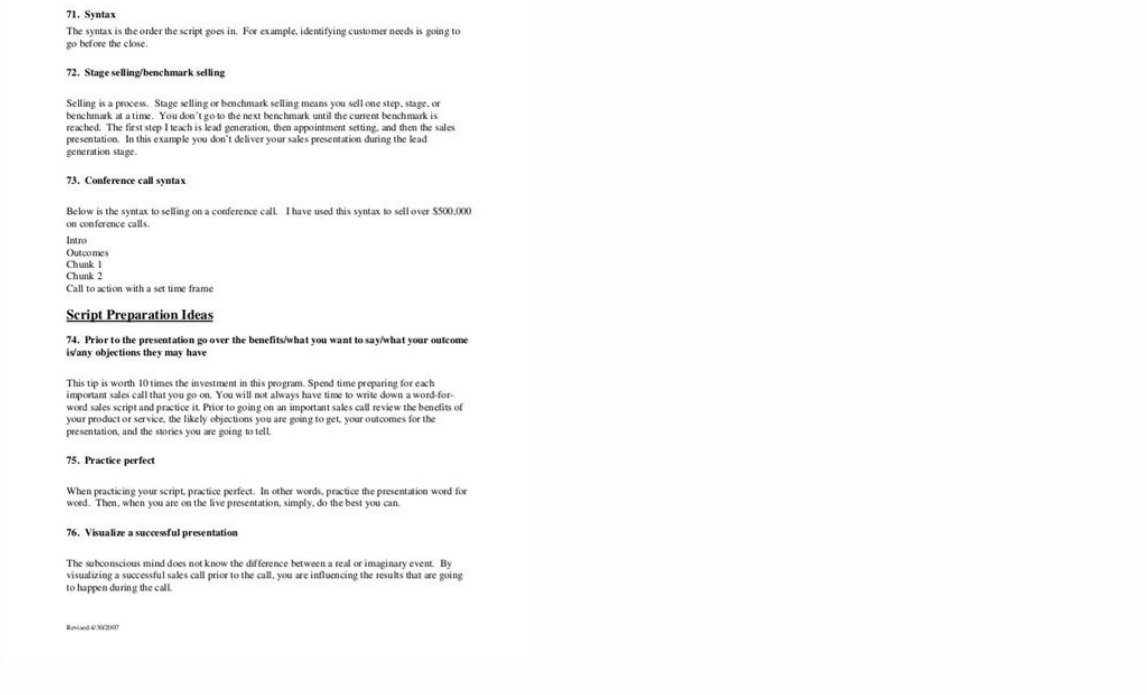 71. Syntax
The syntax is the order the script goes in. For example, identifying customer needs is going to
go before the close.
72. Stage selling/benchmark selling
Selling is a process. Stage selling or benchmark selling means you sell one step, stage, or
benchmark at a time. You don't go to the next benchmark until the current benchmark is
reached. The first step I teach is lead generation, then appointment setting, and then the sales
presentation. In this example you don't deliver your sales presentation during the lead
generation stage.
73. Conference call syntax
Below is the syntax to selling on a conference call. I have used this syntax to sell over $500,000
on conference calls.
Intro
Outcomes
Chunk 1
Chunk 2
Call to action with a set time frame
Script Preparation Ideas
74. Prior to the presentation go over the benefits/what you want to say/what your outcome
is/any objections they may have
This tip is worth 10 times the investment in this program. Spend time preparing for each
important sales call that you go on. You will not always have time to write down a word-for-
word sales script and practice it. Prior to going on an important sales call review the benefits of
your product or service, the likely objections you are going to get, your outcomes for the
presentation, and the stories you are going to tell.
75. Practice perfect
When practicing your script, practice perfect. In other words, practice the presentation word for
word. Then, when you are on the live presentation, simply, do the best you can.
76. Visualize a successful presentation
The subconscious mind does not know the difference between a real or imaginary event. By
visualizing a successful sales call prior to the call, you are influencing the results that are going
to happen during the call.
Revised 4/30/2007